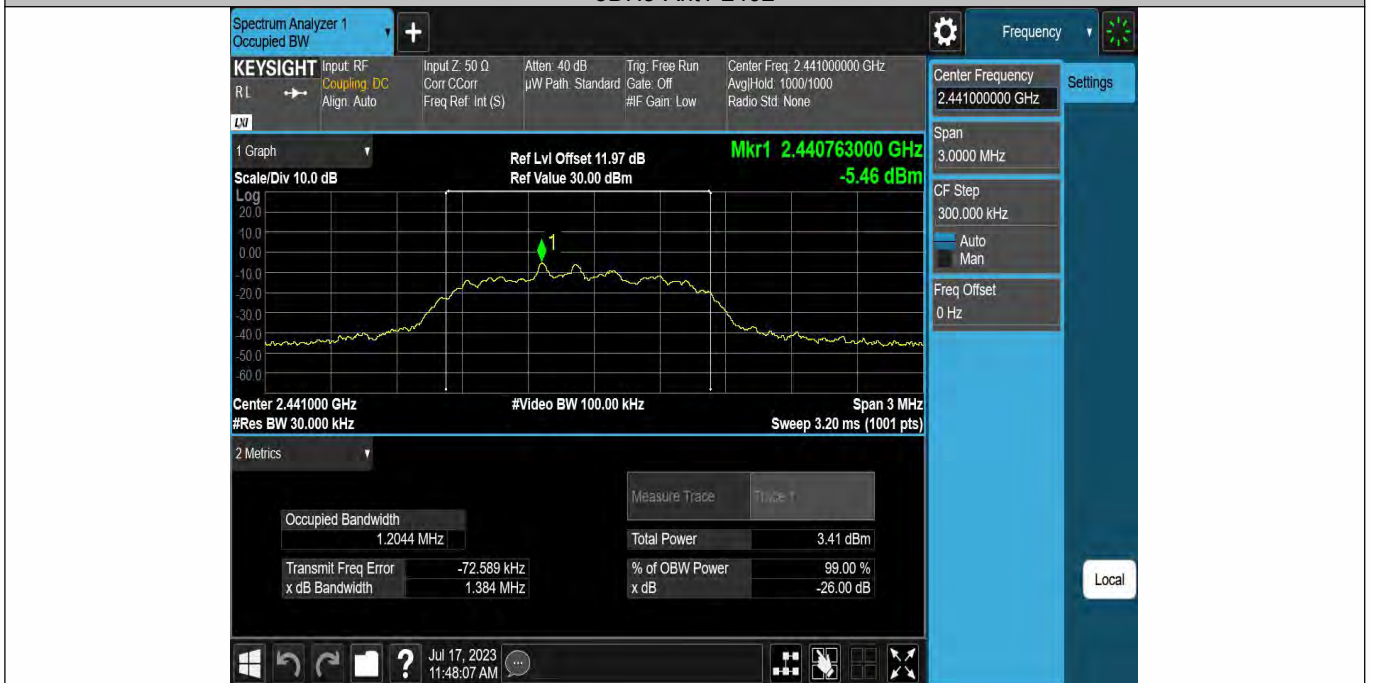 Spectrum Analyzer 1
Occupied BW
+
Frequency
KEYSIGHT
RL
LXI
Input: RF
Coupling: DC
Align: Auto
Input Z: 50 Ω
Corr CCorr
Freq Ref: Int (S)
Atten: 40 dB
µW Path: Standard
Trig: Free Run
Gate: Off
#IF Gain: Low
Center Freq: 2.441000000 GHz
Avg|Hold: 1000/1000
Radio Std: None
Center Frequency
2.441000000 GHz
Settings
Span
3.0000 MHz
CF Step
300.000 kHz
Auto
Man
Freq Offset
0 Hz
Local
1 Graph
Scale/Div 10.0 dB
Ref Lvl Offset 11.97 dB
Ref Value 30.00 dBm
Mkr1 2.440763000 GHz
-5.46 dBm
Log
20.0
10.0
0.00
-10.0
-20.0
-30.0
-40.0
-50.0
-60.0
1
Center 2.441000 GHz
#Video BW 100.00 kHz
Span 3 MHz
#Res BW 30.000 kHz
Sweep 3.20 ms (1001 pts)
2 Metrics
Measure Trace Trace 1
Occupied Bandwidth
1.2044 MHz
Total Power 3.41 dBm
Transmit Freq Error -72.589 kHz
% of OBW Power 99.00 %
x dB Bandwidth 1.384 MHz
x dB -26.00 dB
?
Jul 17, 2023
11:48:07 AM